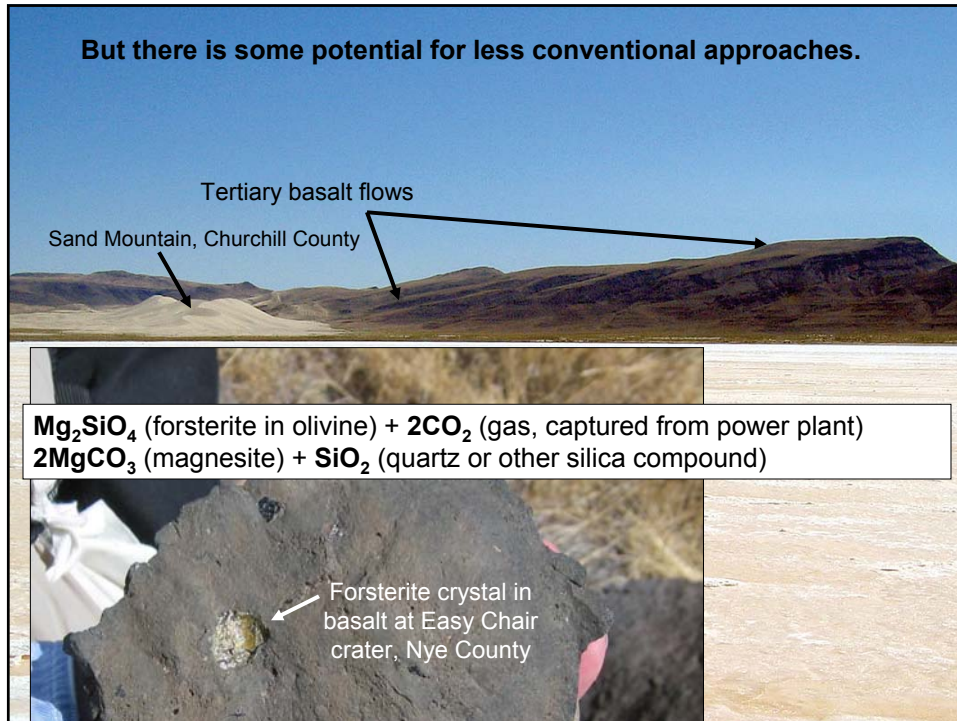 But there is some potential for less conventional approaches.
Tertiary basalt flows
Sand Mountain, Churchill County
Mg₂SiO₄ (forsterite in olivine) + 2CO₂ (gas, captured from power plant)
2MgCO₃ (magnesite) + SiO₂ (quartz or other silica compound)
Forsterite crystal in
basalt at Easy Chair
crater, Nye County